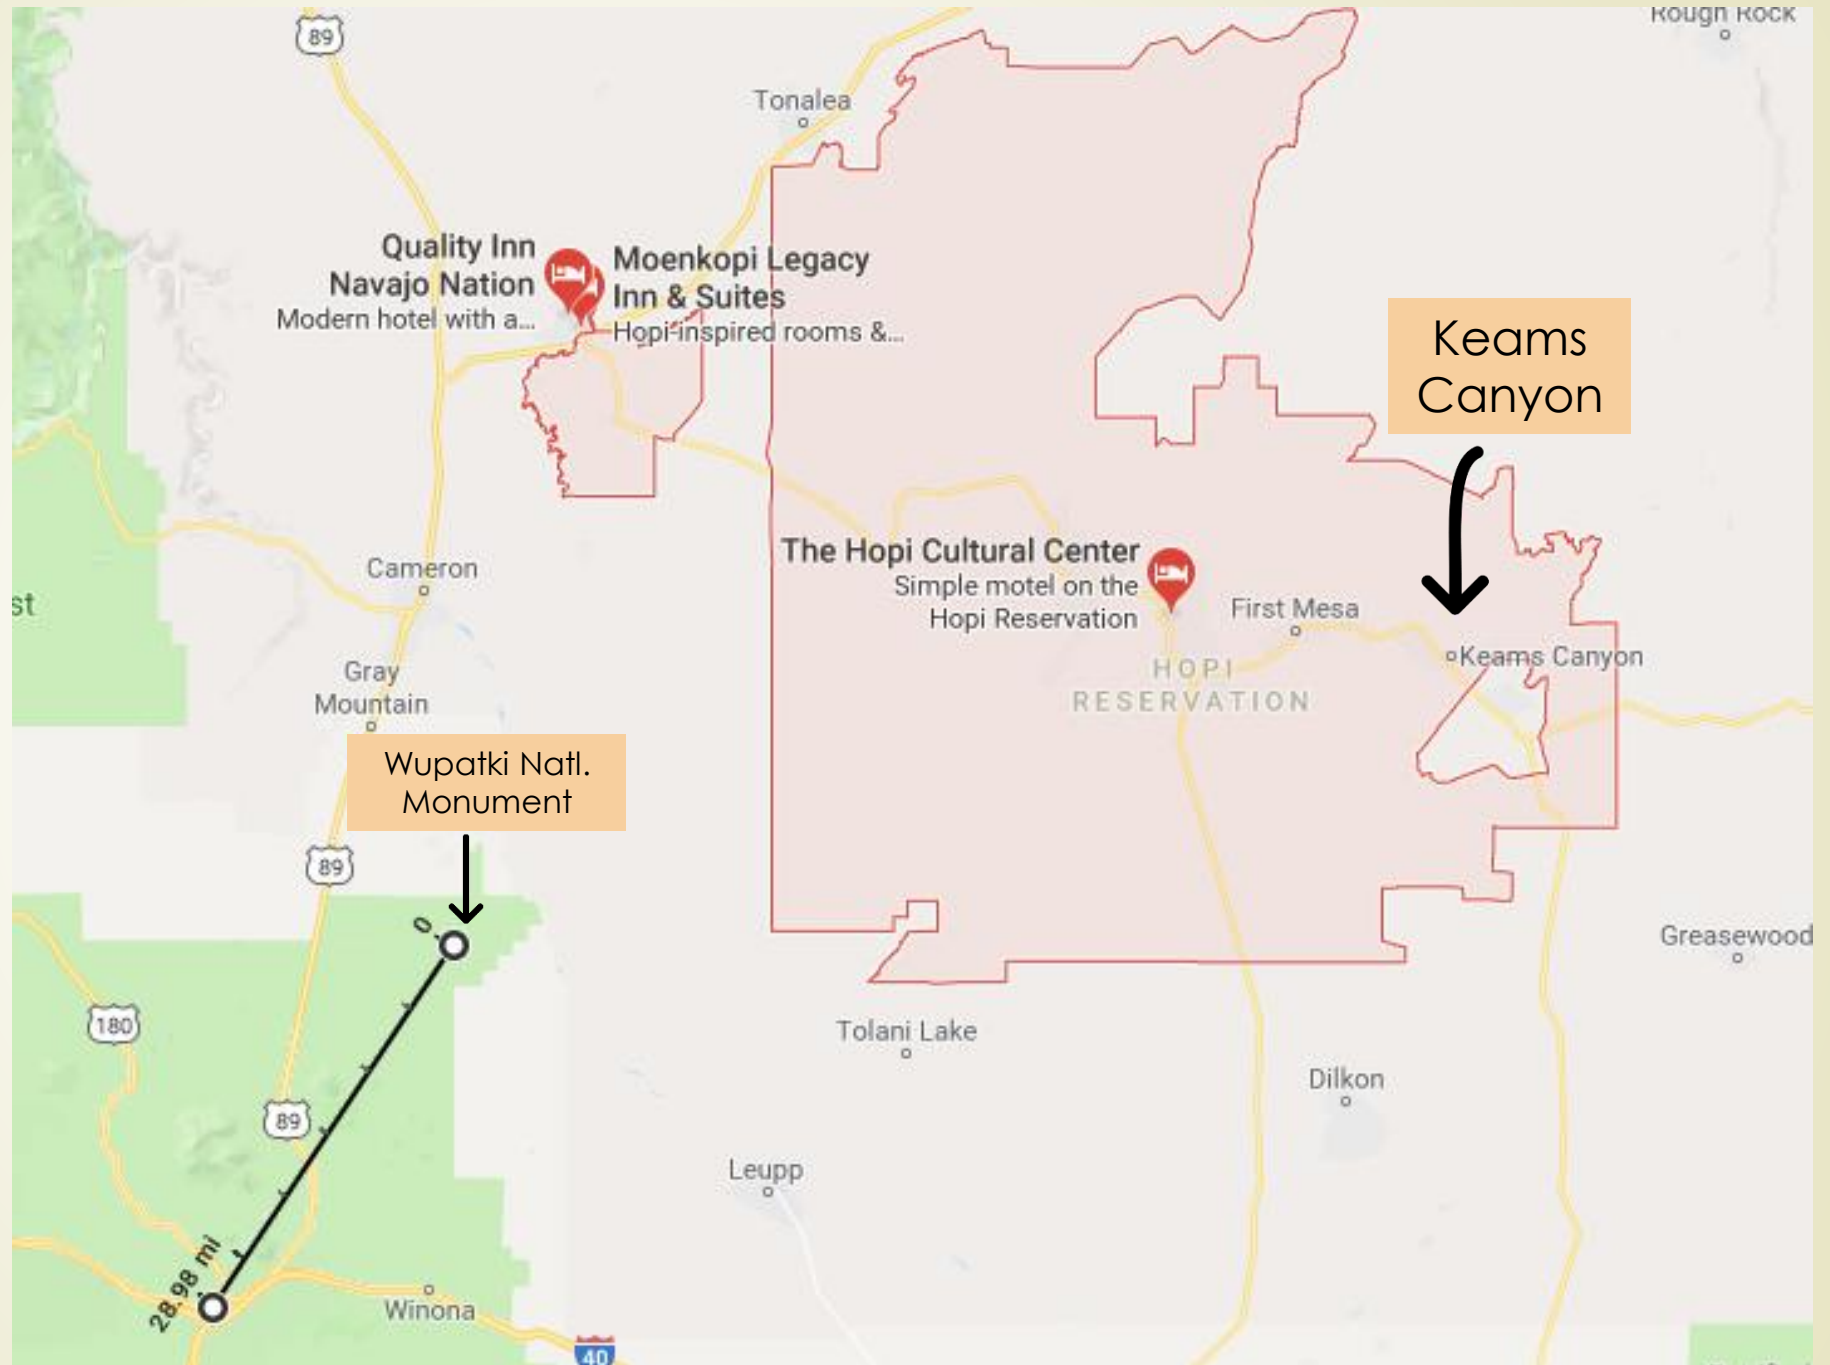 89
Rough Rock
Tonalea
Quality Inn
Navajo Nation
Modern hotel with a...
Moenkopi Legacy
Inn & Suites
Hopi-inspired rooms &...
Keams
Canyon
The Hopi Cultural Center
Simple motel on the
Hopi Reservation
Cameron
st
First Mesa
Keams Canyon
HOPI
RESERVATION
Gray
Mountain
Wupatki Natl.
Monument
89
0
Greasewood
180
Tolani Lake
Dilkon
89
Leupp
28.98 mi
Winona
40